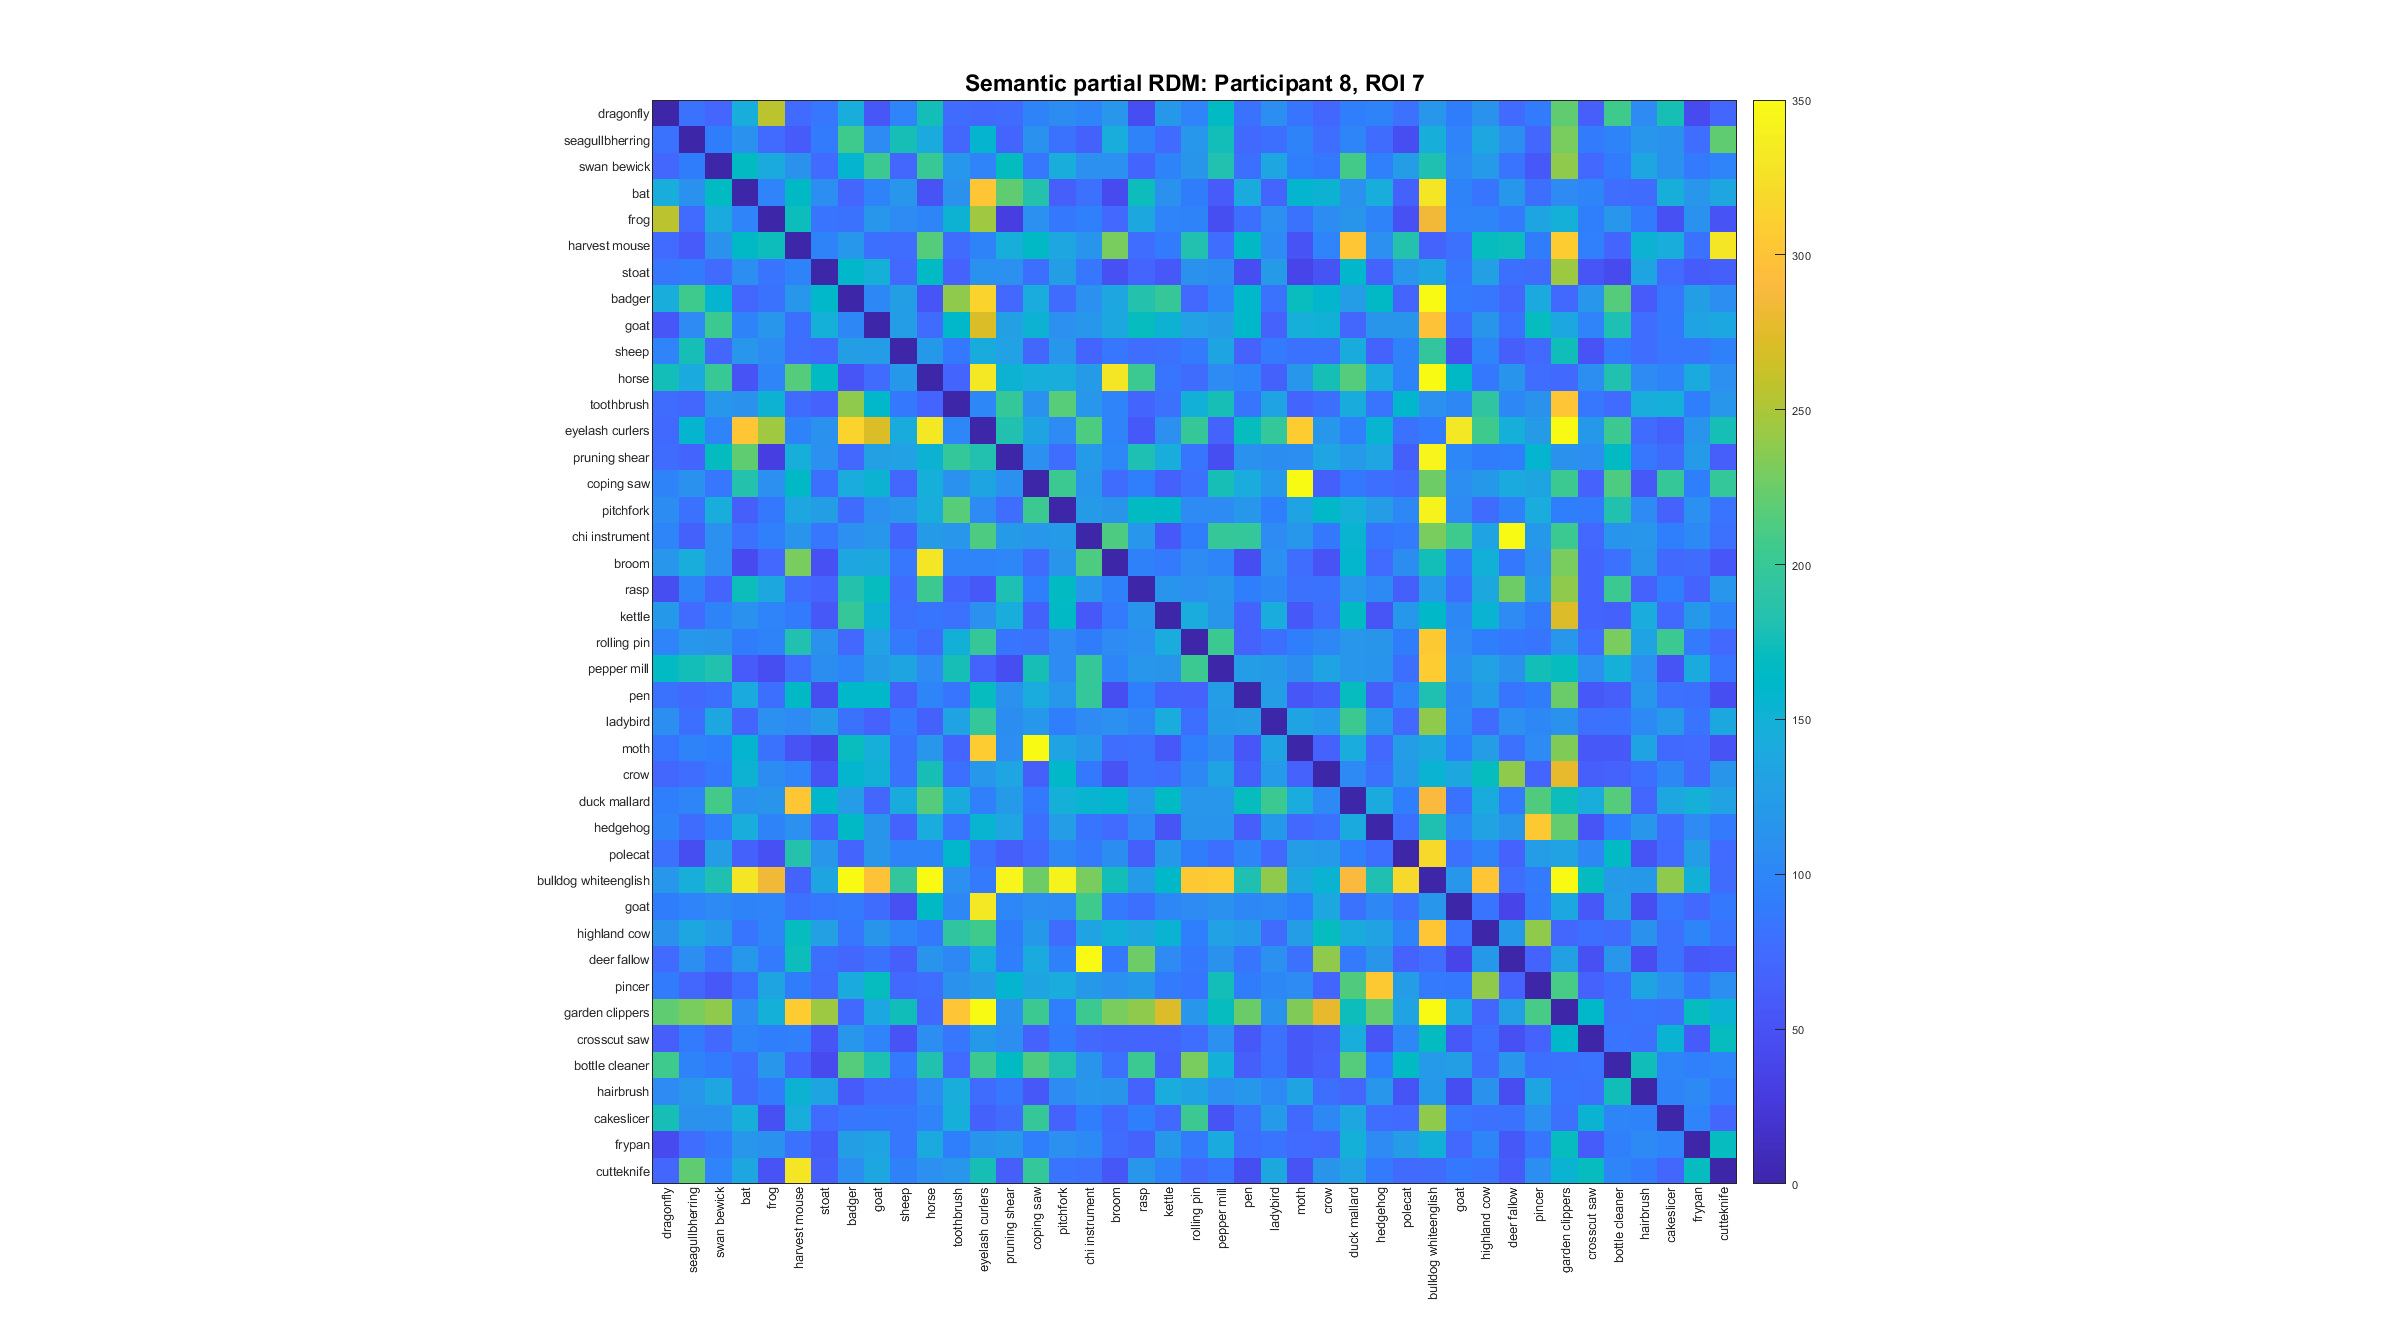 Semantic partial RDM: Participant 8, ROI 7
dragonfly
seagullbherring
swan bewick
bat
frog
harvest mouse
stoat
badger
goat
sheep
horse
toothbrush
eyelash curlers
pruning shear
coping saw
pitchfork
chi instrument
broom
rasp
kettle
rolling pin
pepper mill
pen
ladybird
moth
crow
duck mallard
hedgehog
polecat
bulldog whiteenglish
goat
highland cow
deer fallow
pincer
garden clippers
crosscut saw
bottle cleaner
hairbrush
cakeslicer
frypan
cutteknife
dragonfly
seagullbherring
swan bewick
bat
frog
harvest mouse
stoat
badger
goat
sheep
horse
toothbrush
eyelash curlers
pruning shear
coping saw
pitchfork
chi instrument
broom
rasp
kettle
rolling pin
pepper mill
pen
ladybird
moth
crow
duck mallard
hedgehog
polecat
bulldog whiteenglish
goat
highland cow
deer fallow
pincer
garden clippers
crosscut saw
bottle cleaner
hairbrush
cakeslicer
frypan
cutteknife
350
300
250
200
150
100
50
0